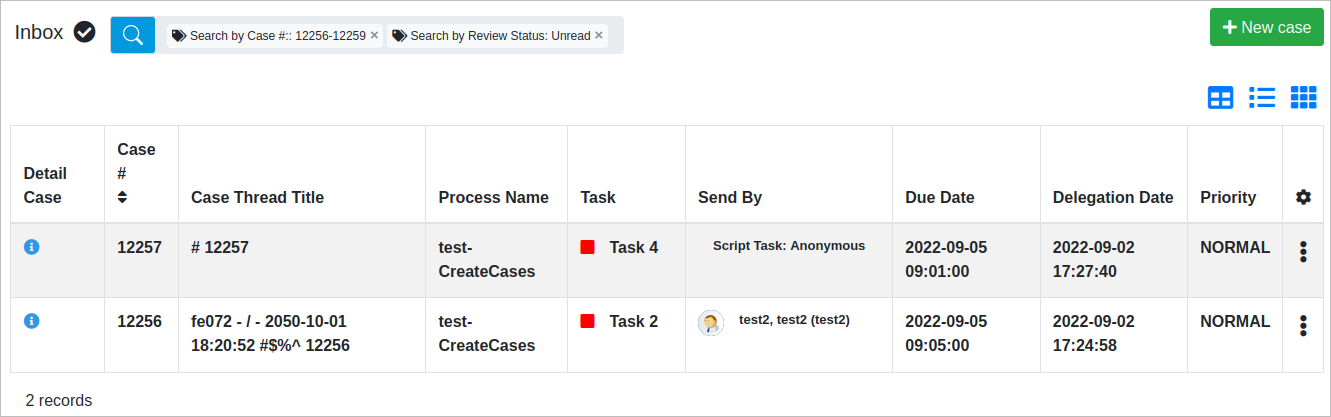 Inbox
Search by Case #:: 12256-12259 ×
Search by Review Status: Unread ×
New case
Detail Case
Case #
Case Thread Title
Process Name
Task
Send By
Due Date
Delegation Date
Priority
12257
# 12257
test-
CreateCases
Task 4
Script Task: Anonymous
2022-09-05
09:01:00
2022-09-02
17:27:40
NORMAL
12256
fe072 - / - 2050-10-01
18:20:52 #$%^ 12256
test-
CreateCases
Task 2
test2, test2 (test2)
2022-09-05
09:05:00
2022-09-02
17:24:58
NORMAL
2 records